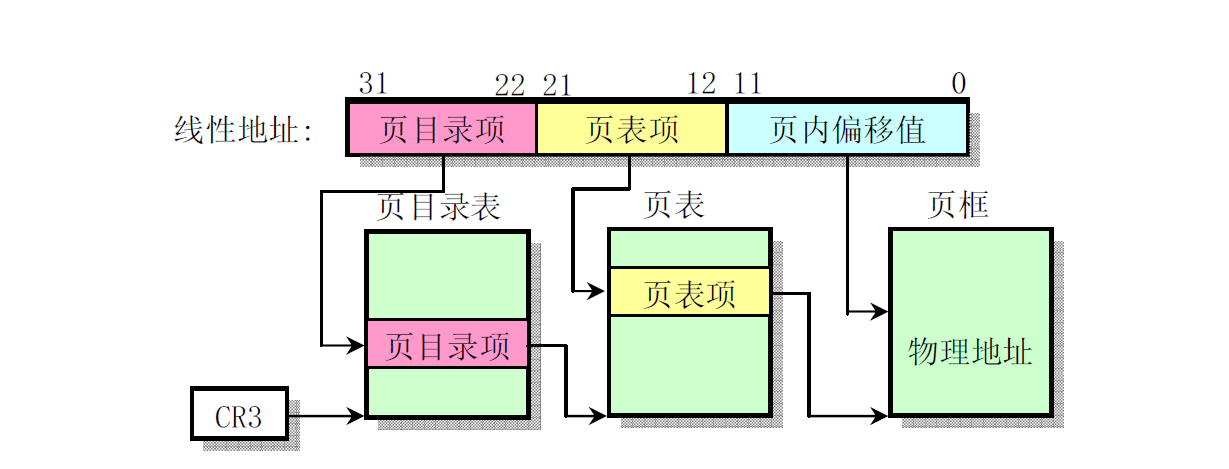 31 22 21 12 11 0
线性地址: 页目录项 页表项 页内偏移值
页目录表 页表 页框
页表项
页目录项 物理地址
CR3